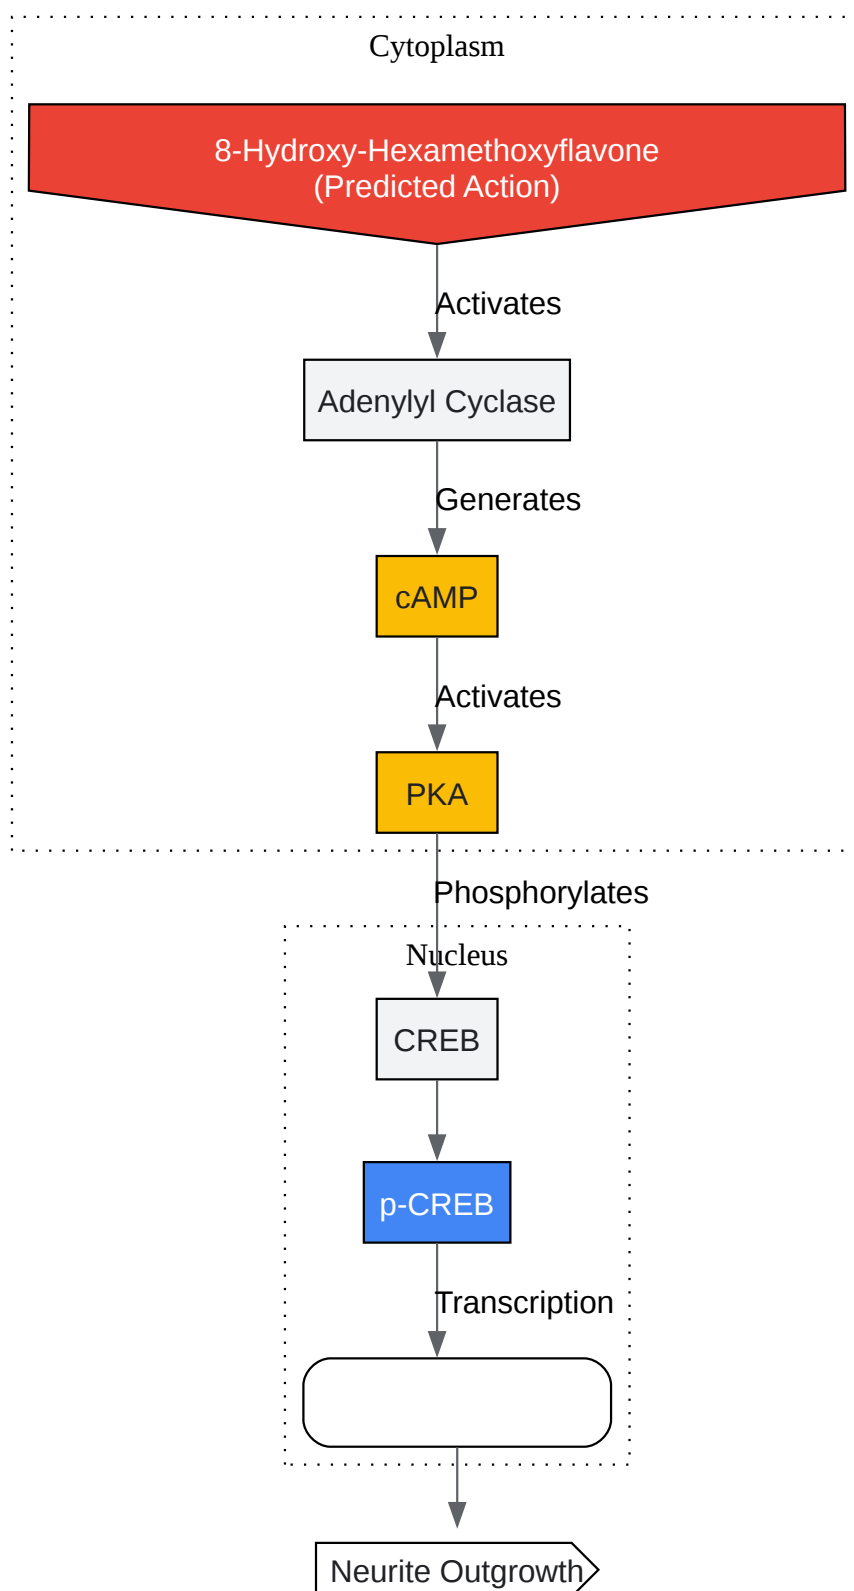 Cytoplasm
8-Hydroxy-Hexamethoxyflavone
(Predicted Action)
Activates
Adenylyl Cyclase
Generates
cAMP
Activates
PKA
Phosphorylates
Nucleus
CREB
p-CREB
Transcription
Neurite Outgrowth